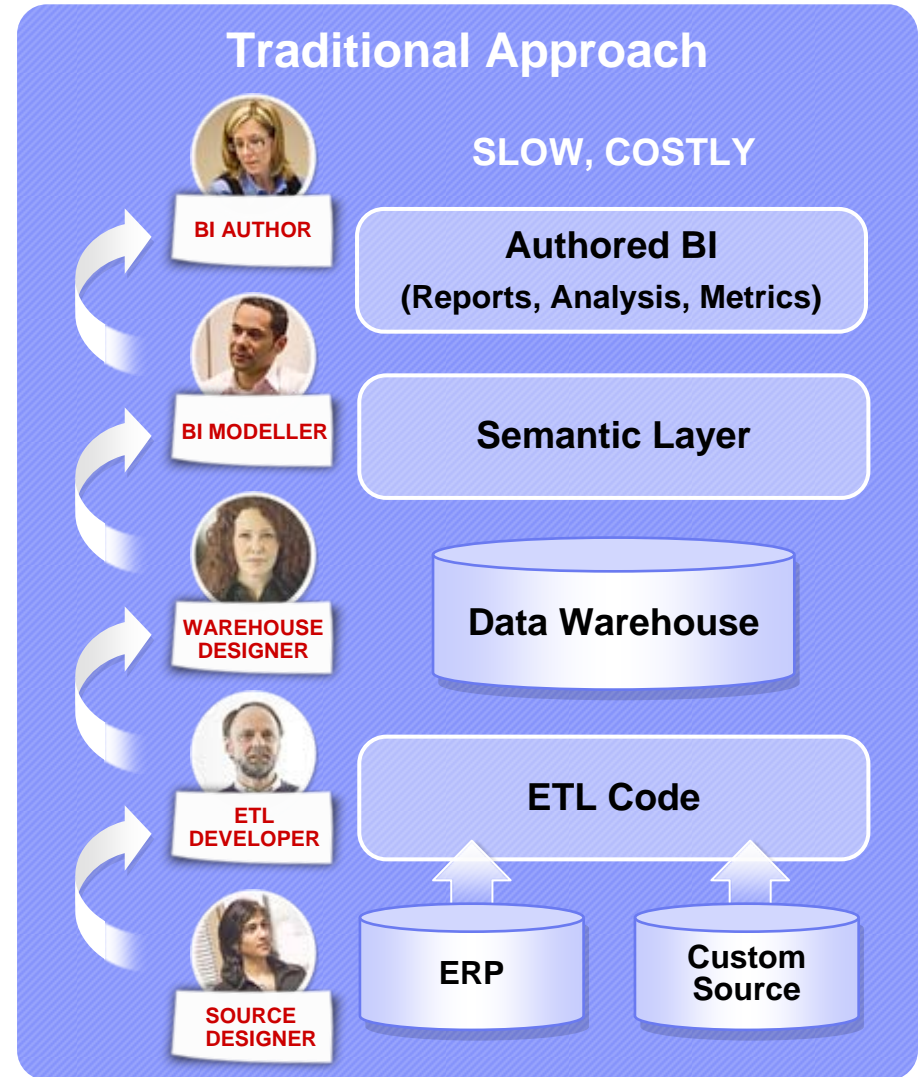 Traditional Approach
SLOW, COSTLY
BI AUTHOR
Authored BI
(Reports, Analysis, Metrics)
BI MODELLER
Semantic Layer
WAREHOUSE
DESIGNER
Data Warehouse
ETL
DEVELOPER
ETL Code
SOURCE
DESIGNER
ERP
Custom
Source